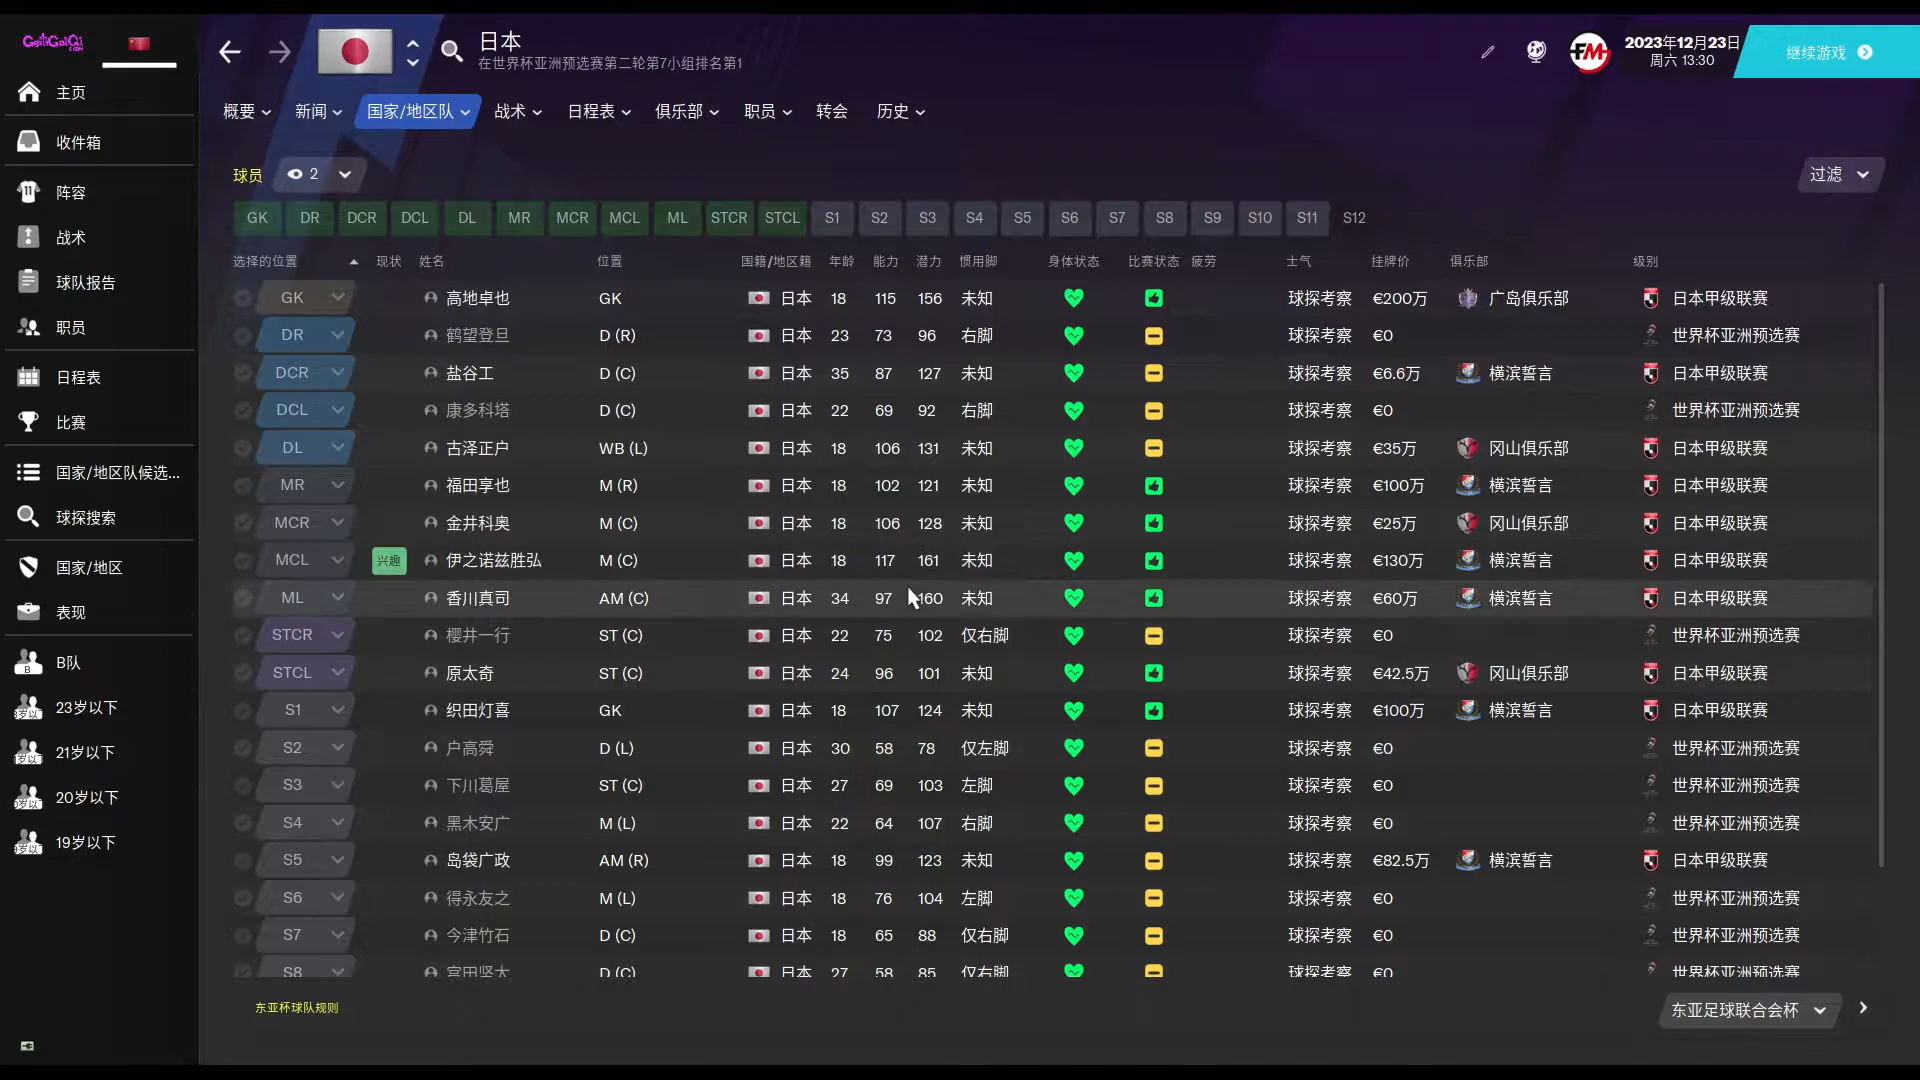 GeiliGaiQi
.COM
日本
在世界杯亚洲预选赛第二轮第7小组排名第1
2023年12月23日
周六 13:30
继续游戏
概要 新闻 国家/地区队 战术 日程表 俱乐部 职员 转会 历史
主页
收件箱
阵容
战术
球队报告
职员
日程表
比赛
国家/地区队候选...
球探搜索
国家/地区
表现
B队
23岁以下
21岁以下
20岁以下
19岁以下
球员 2 过滤
GK DR DCR DCL DL MR MCR MCL ML STCR STCL S1 S2 S3 S4 S5 S6 S7 S8 S9 S10 S11 S12
选择的位置 现状 姓名 位置 国籍/地区籍 年龄 能力 潜力 惯用脚 身体状态 比赛状态 疲劳 士气 挂牌价 俱乐部 级别
GK 高地卓也 GK 日本 18 115 156 未知 球探考察 €200万 广岛俱乐部 日本甲级联赛
DR 鹤望登旦 D (R) 日本 23 73 96 右脚 球探考察 €0 世界杯亚洲预选赛
DCR 盐谷工 D (C) 日本 35 87 127 未知 球探考察 €6.6万 横滨誓言 日本甲级联赛
DCL 康多科塔 D (C) 日本 22 69 92 右脚 球探考察 €0 世界杯亚洲预选赛
DL 古泽正户 WB (L) 日本 18 106 131 未知 球探考察 €35万 冈山俱乐部 日本甲级联赛
MR 福田享也 M (R) 日本 18 102 121 未知 球探考察 €100万 横滨誓言 日本甲级联赛
MCR 金井科奥 M (C) 日本 18 106 128 未知 球探考察 €25万 冈山俱乐部 日本甲级联赛
MCL 兴趣 伊之诺兹胜弘 M (C) 日本 18 117 161 未知 球探考察 €130万 横滨誓言 日本甲级联赛
ML 香川真司 AM (C) 日本 34 97 160 未知 球探考察 €60万 横滨誓言 日本甲级联赛
STCR 樱井一行 ST (C) 日本 22 75 102 仅右脚 球探考察 €0 世界杯亚洲预选赛
STCL 原太奇 ST (C) 日本 24 96 101 未知 球探考察 €42.5万 冈山俱乐部 日本甲级联赛
S1 织田灯喜 GK 日本 18 107 124 未知 球探考察 €100万 横滨誓言 日本甲级联赛
S2 户高舜 D (L) 日本 30 58 78 仅左脚 球探考察 €0 世界杯亚洲预选赛
S3 下川葛屋 ST (C) 日本 27 69 103 左脚 球探考察 €0 世界杯亚洲预选赛
S4 黑木安广 M (L) 日本 22 64 107 右脚 球探考察 €0 世界杯亚洲预选赛
S5 岛袋广政 AM (R) 日本 18 99 123 未知 球探考察 €82.5万 横滨誓言 日本甲级联赛
S6 得永友之 M (L) 日本 18 76 104 左脚 球探考察 €0 世界杯亚洲预选赛
S7 今津竹石 D (C) 日本 18 65 88 仅右脚 球探考察 €0 世界杯亚洲预选赛
S8 宫田坚太 D (C) 日本 27 58 85 仅右脚 球探考察 €0 世界杯亚洲预选赛
东亚杯球队规则
东亚足球联合会杯